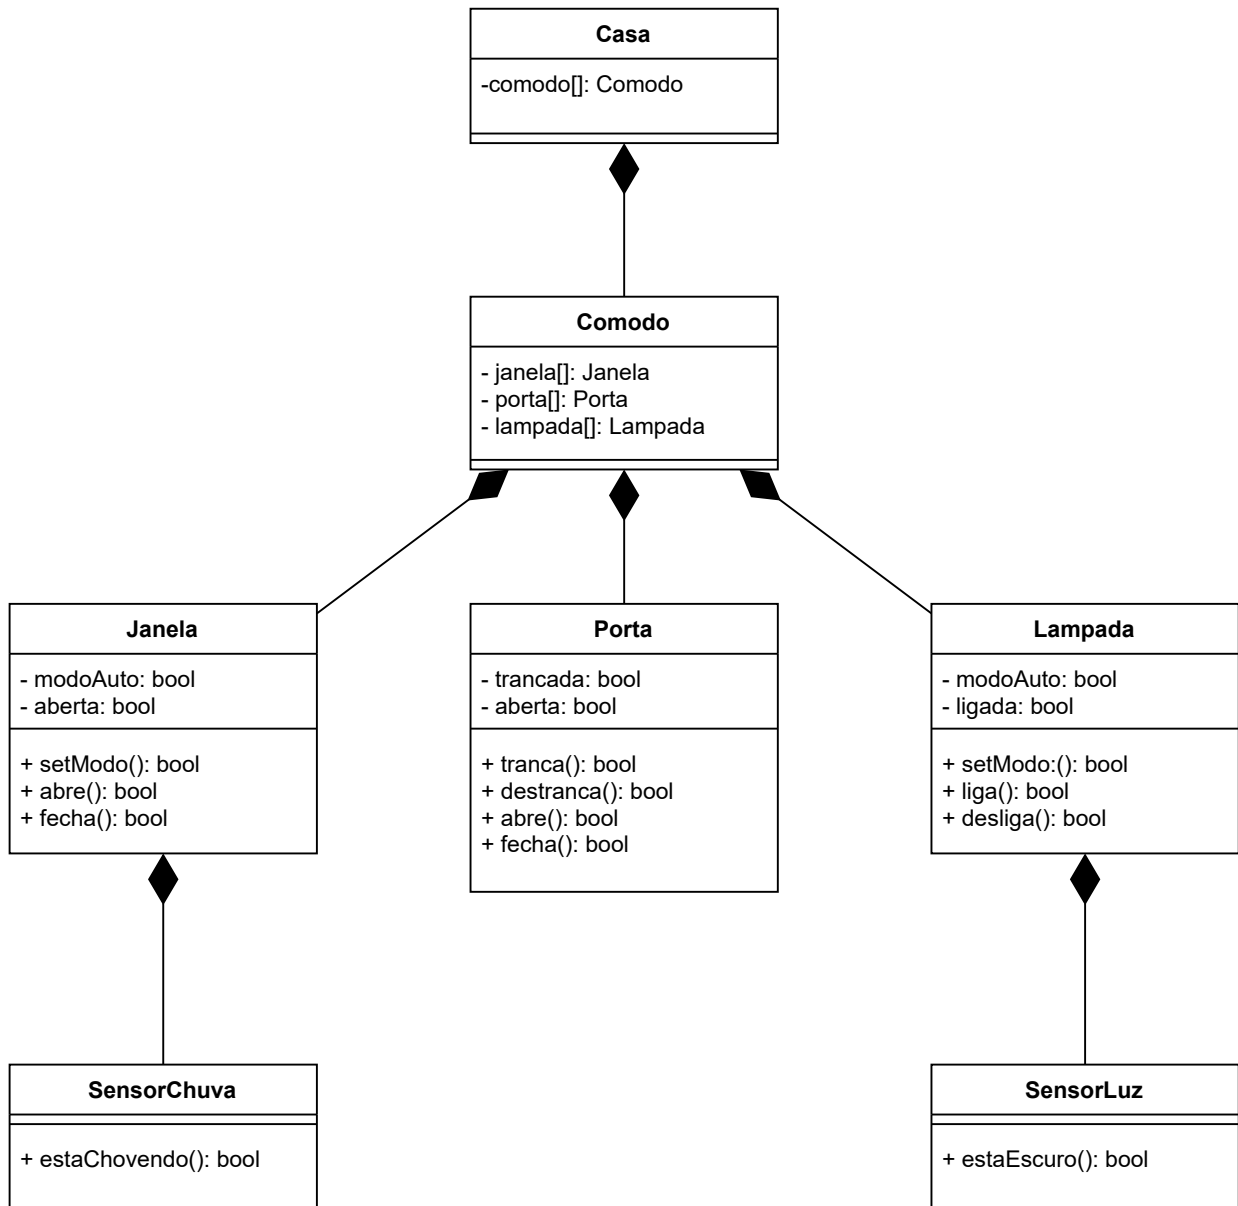 Casa
-comodo[]: Comodo
Comodo
- janela[]: Janela
- porta[]: Porta
- lampada[]: Lampada
Janela
- modoAuto: bool
- aberta: bool
+ setModo(): bool
+ abre(): bool
+ fecha(): bool
Porta
- trancada: bool
- aberta: bool
+ tranca(): bool
+ destranca(): bool
+ abre(): bool
+ fecha(): bool
Lampada
- modoAuto: bool
- ligada: bool
+ setModo:(): bool
+ liga(): bool
+ desliga(): bool
SensorChuva
+ estaChovendo(): bool
SensorLuz
+ estaEscuro(): bool